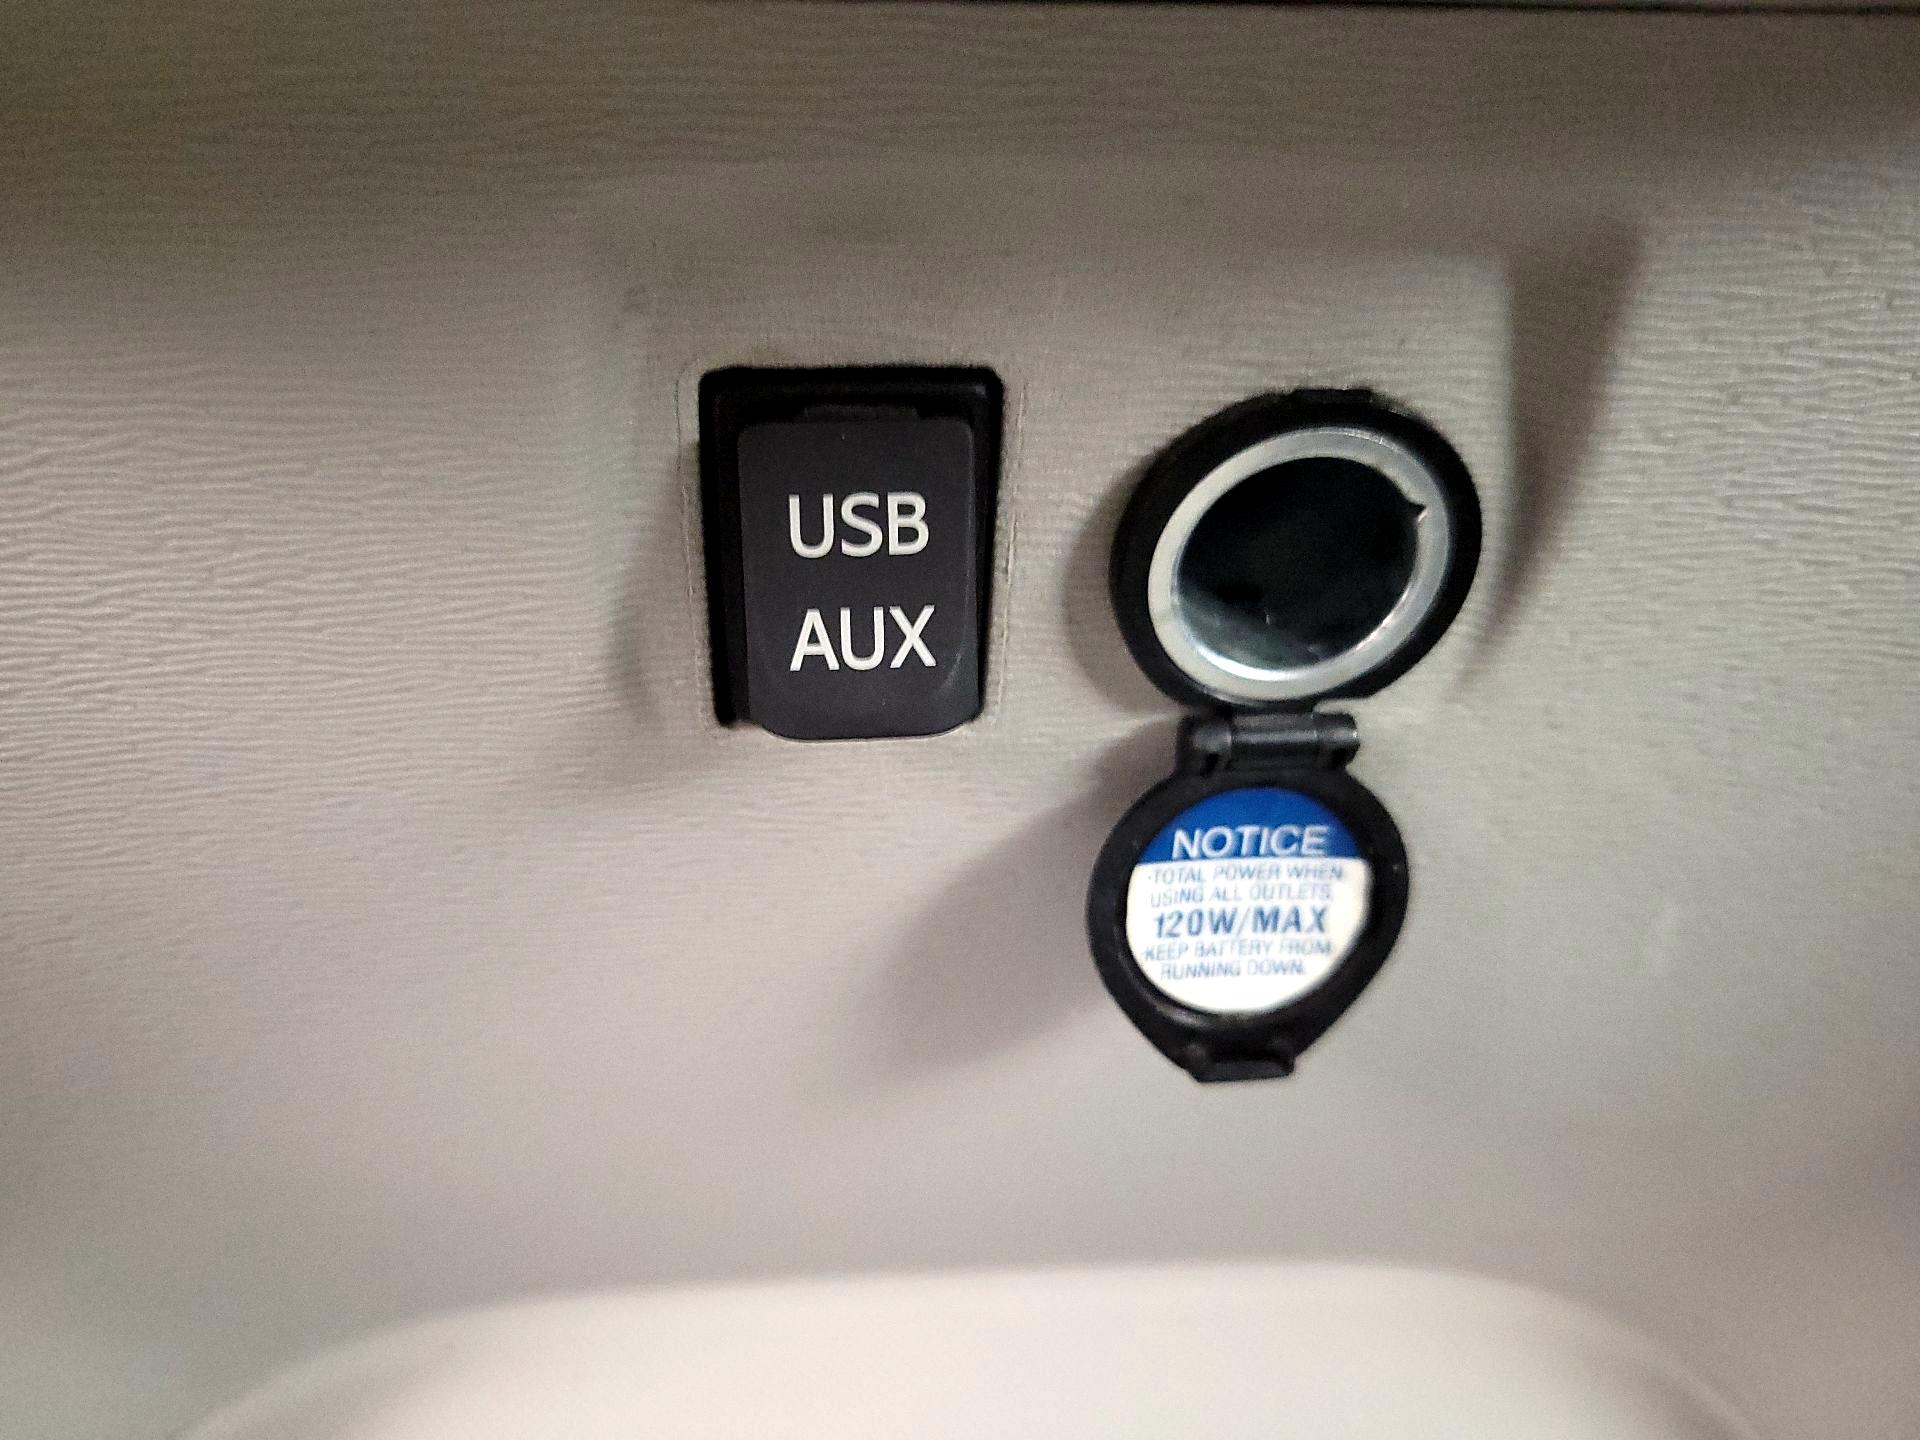 USB
AUX
NOTICE
·TOTAL POWER WHEN
USING ALL OUTLETS,
120W/MAX
·KEEP BATTERY FROM
RUNNING DOWN.